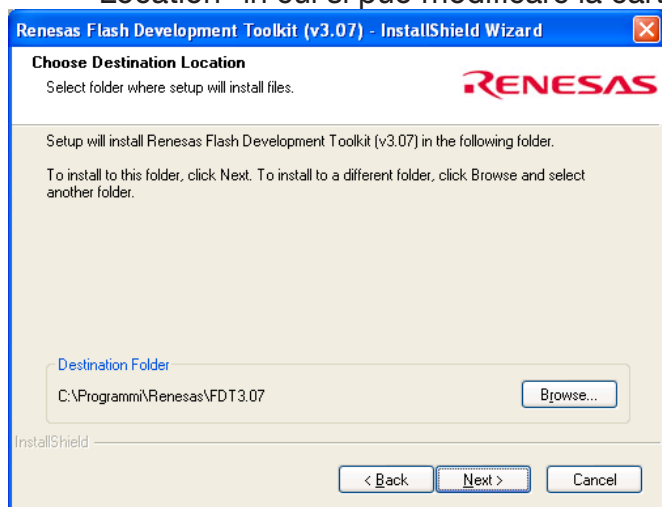 Location" in cui si può modificare la cart
Renesas Flash Development Toolkit (v3.07) - InstallShield Wizard
Choose Destination Location
Select folder where setup will install files.
RENESAS
Setup will install Renesas Flash Development Toolkit (v3.07) in the following folder.
To install to this folder, click Next. To install to a different folder, click Browse and select
another folder.
Destination Folder
C:\Programmi\Renesas\FDT3.07
Browse...
InstallShield
< Back
Next >
Cancel